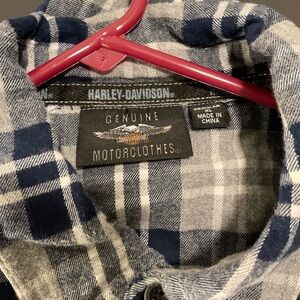 HARLEY-DAVIDSON
GENUINE
MOTORCLOTHES
MADE IN
CHINA